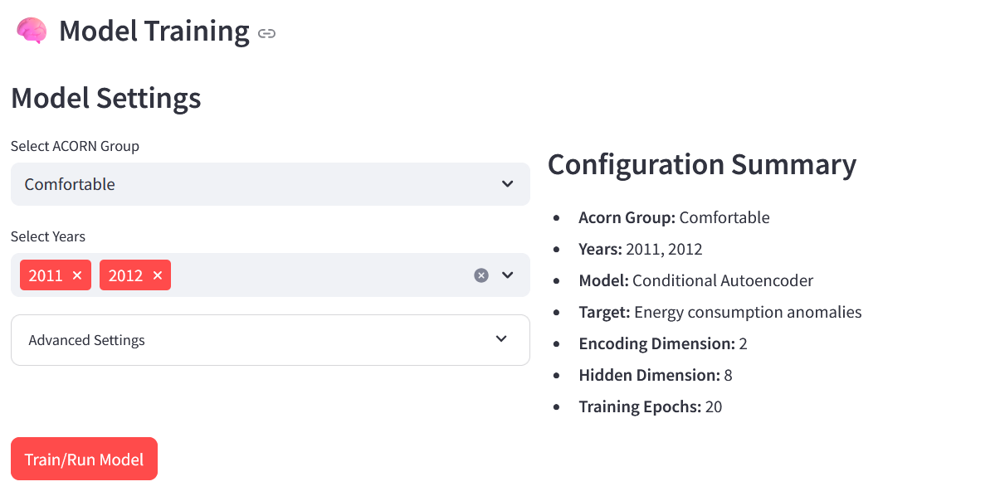 Model Training
Model Settings
Select ACORN Group
Comfortable
Select Years
2011
2012
Advanced Settings
Train/Run Model
Configuration Summary
Acorn Group: Comfortable
Years: 2011, 2012
Model: Conditional Autoencoder
Target: Energy consumption anomalies
Encoding Dimension: 2
Hidden Dimension: 8
Training Epochs: 20